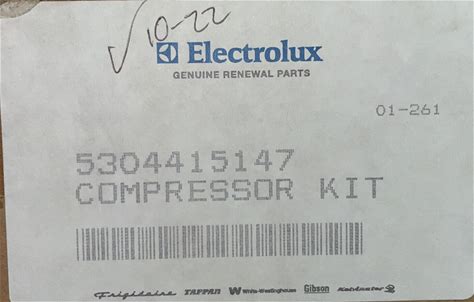 10-22
Electrolux
GENUINE RENEWAL PARTS
01-261
5304415147
COMPRESSOR KIT
Frigidaire TAPPAN White-Westinghouse Gibson Kelvinator